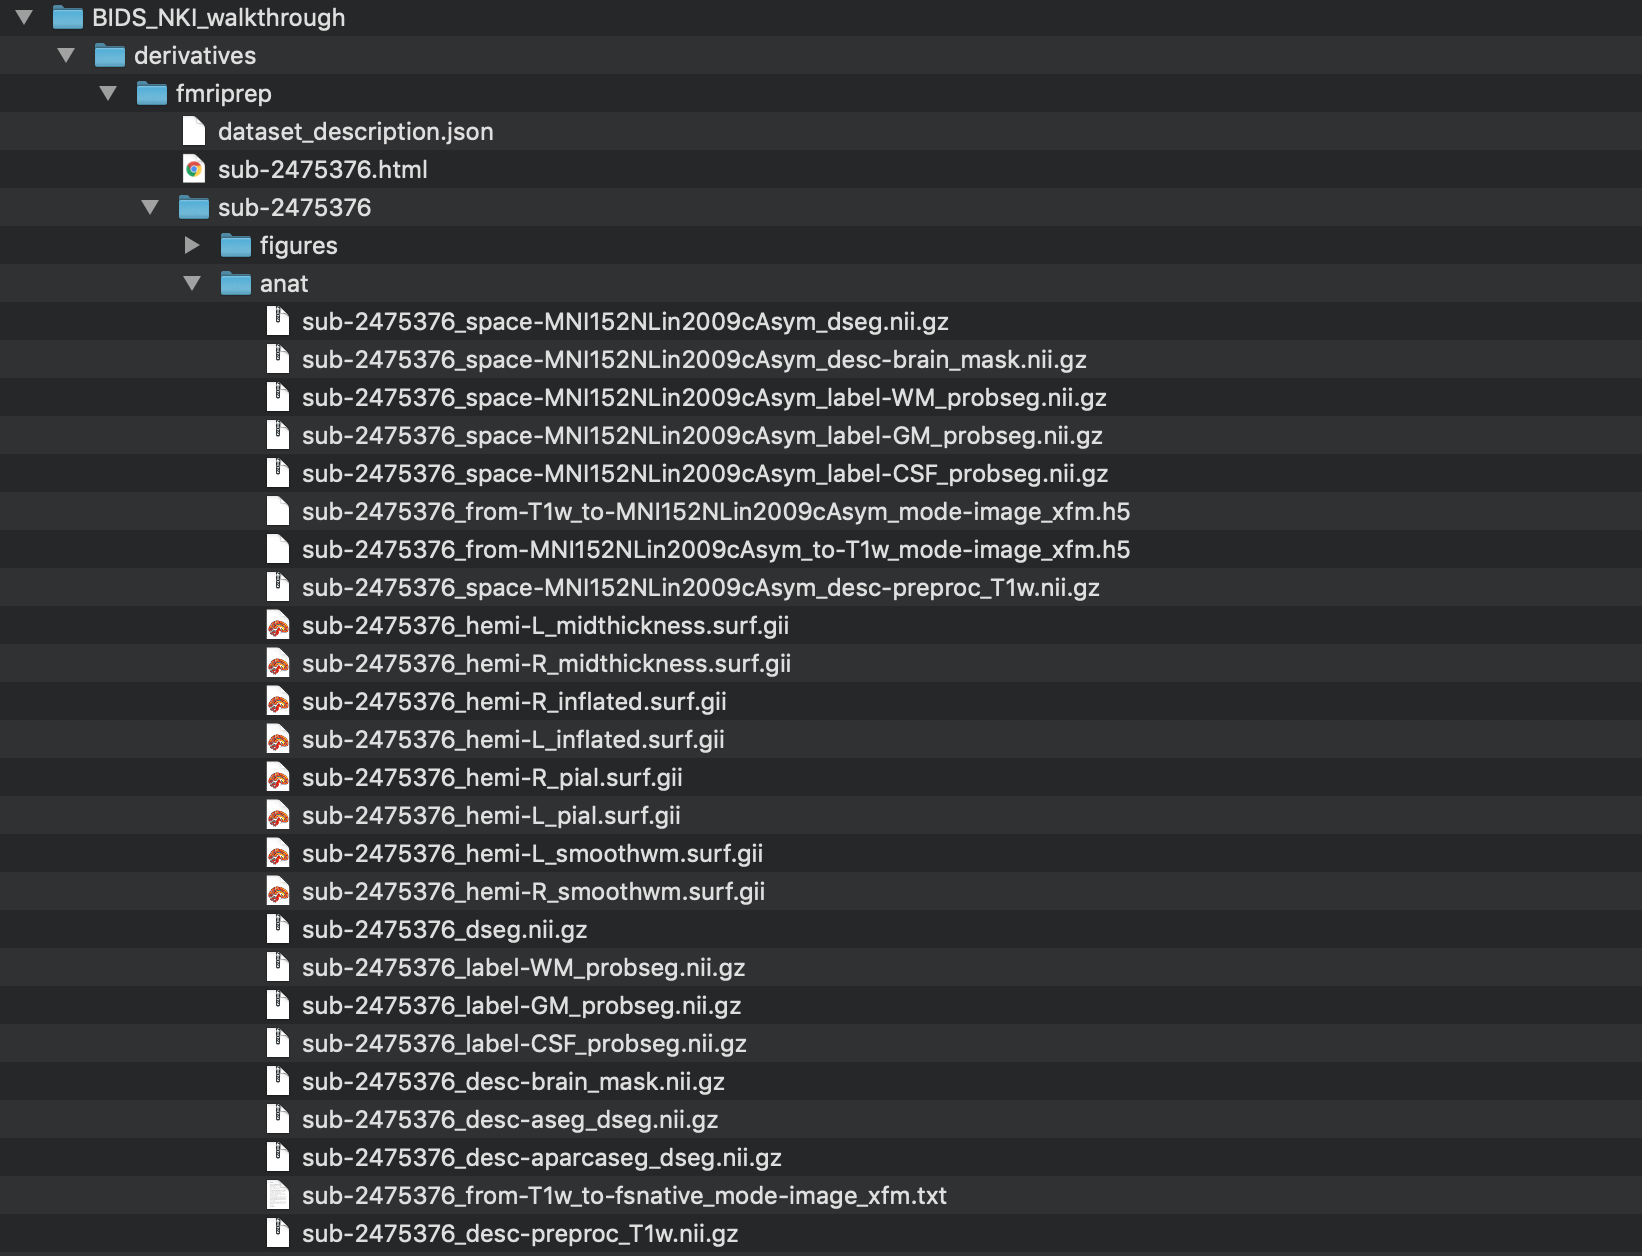 BIDS_NKI_walkthrough
derivatives
fmriprep
dataset_description.json
sub-2475376.html
sub-2475376
figures
anat
sub-2475376_space-MNI152NLin2009cAsym_dseg.nii.gz
sub-2475376_space-MNI152NLin2009cAsym_desc-brain_mask.nii.gz
sub-2475376_space-MNI152NLin2009cAsym_label-WM_probseg.nii.gz
sub-2475376_space-MNI152NLin2009cAsym_label-GM_probseg.nii.gz
sub-2475376_space-MNI152NLin2009cAsym_label-CSF_probseg.nii.gz
sub-2475376_from-T1w_to-MNI152NLin2009cAsym_mode-image_xfm.h5
sub-2475376_from-MNI152NLin2009cAsym_to-T1w_mode-image_xfm.h5
sub-2475376_space-MNI152NLin2009cAsym_desc-preproc_T1w.nii.gz
sub-2475376_hemi-L_midthickness.surf.gii
sub-2475376_hemi-R_midthickness.surf.gii
sub-2475376_hemi-R_inflated.surf.gii
sub-2475376_hemi-L_inflated.surf.gii
sub-2475376_hemi-R_pial.surf.gii
sub-2475376_hemi-L_pial.surf.gii
sub-2475376_hemi-L_smoothwm.surf.gii
sub-2475376_hemi-R_smoothwm.surf.gii
sub-2475376_dseg.nii.gz
sub-2475376_label-WM_probseg.nii.gz
sub-2475376_label-GM_probseg.nii.gz
sub-2475376_label-CSF_probseg.nii.gz
sub-2475376_desc-brain_mask.nii.gz
sub-2475376_desc-aseg_dseg.nii.gz
sub-2475376_desc-aparcaseg_dseg.nii.gz
sub-2475376_from-T1w_to-fsnative_mode-image_xfm.txt
sub-2475376_desc-preproc_T1w.nii.gz